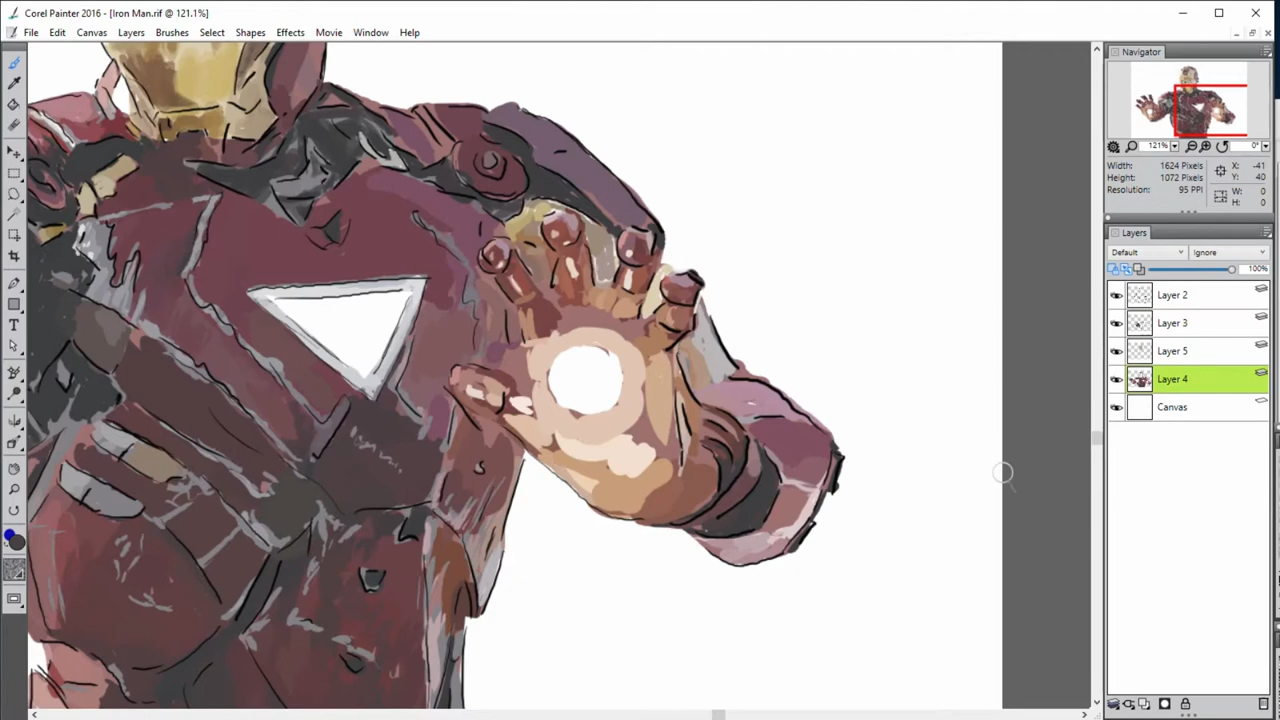 Corel Painter 2016 - [Iron Man.rif @ 121.1%]
File Edit Canvas Layers Brushes Select Shapes Effects Movie Window Help
Navigator
121% 0°
Width: 1624 Pixels X: -41
Height: 1072 Pixels Y: 40
Resolution: 95 PPI W: 0
H: 0
Layers
Default Ignore
100%
Layer 2
Layer 3
Layer 5
Layer 4
Canvas